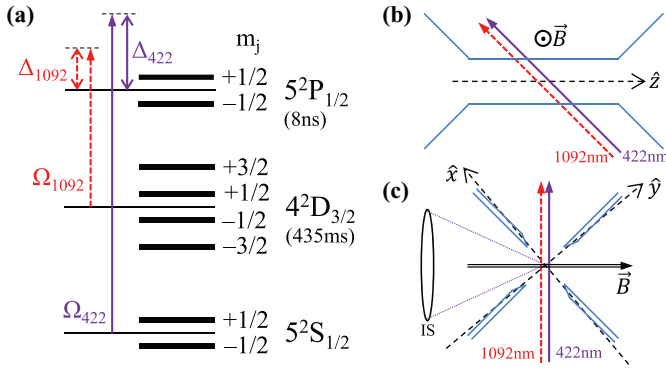 (a)
Δ₁₀₉₂
Δ₄₂₂
m_j
+1/2
−1/2
5²P₁/₂
(8ns)
Ω₁₀₉₂
+3/2
+1/2
−1/2
−3/2
4²D₃/₂
(435ms)
Ω₄₂₂
+1/2
−1/2
5²S₁/₂
(b)
B⃗
ẑ
1092nm
422nm
(c)
x̂
ŷ
B⃗
IS
1092nm
422nm